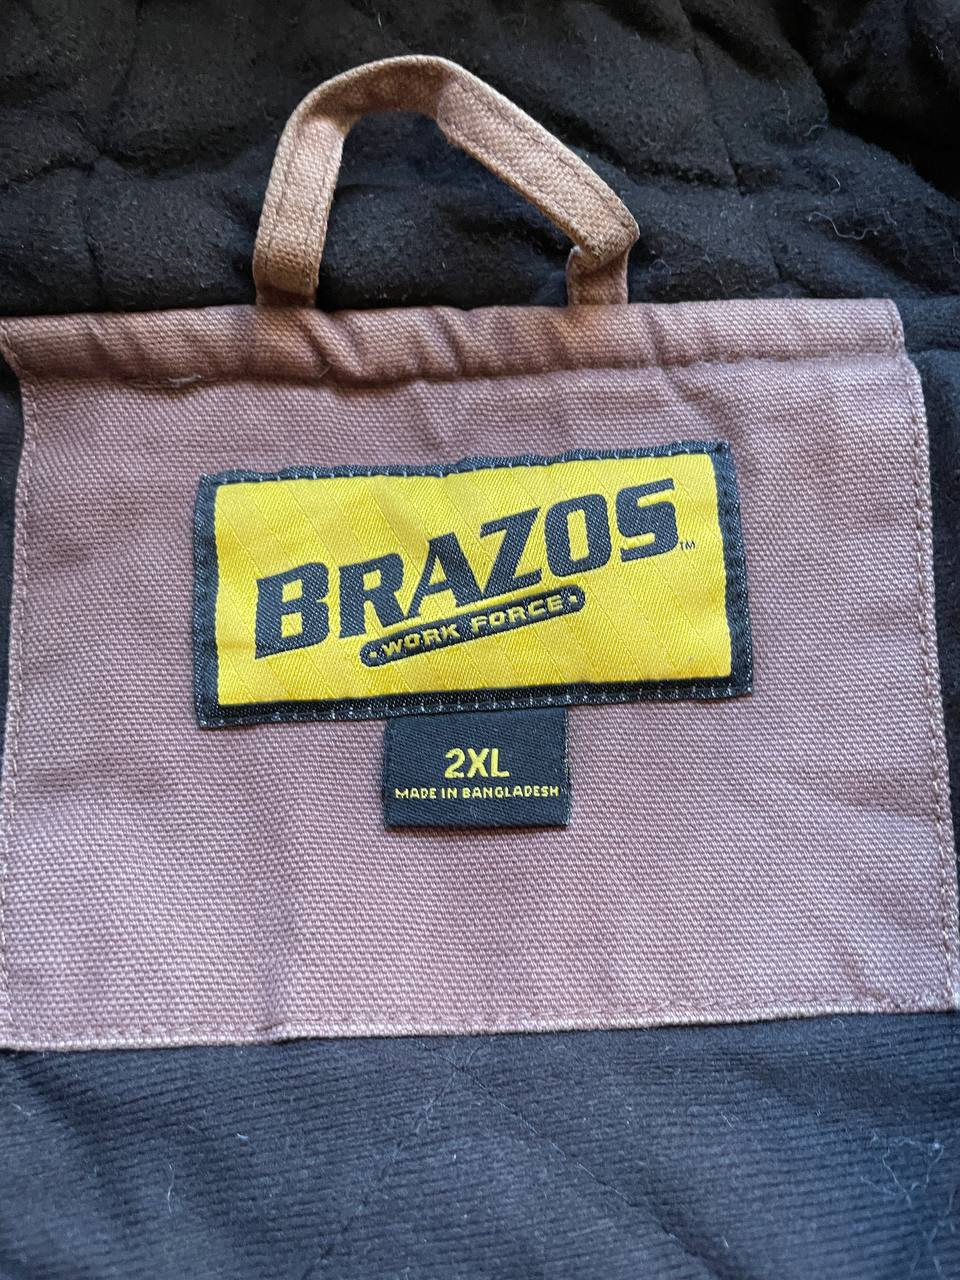 BRAZOS™
•WORK FORCE•
2XL
MADE IN BANGLADESH